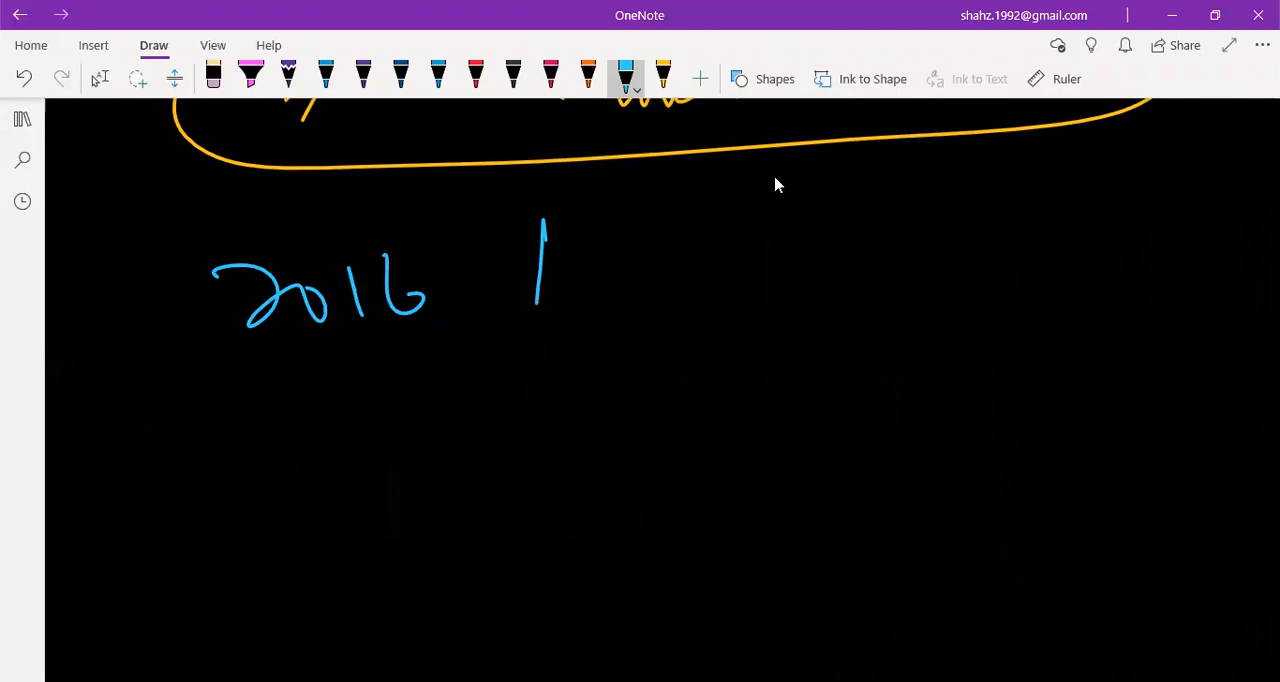 OneNote
shahz.1992@gmail.com
Home Insert Draw View Help
Share
Shapes Ink to Shape Ink to Text Ruler
2016